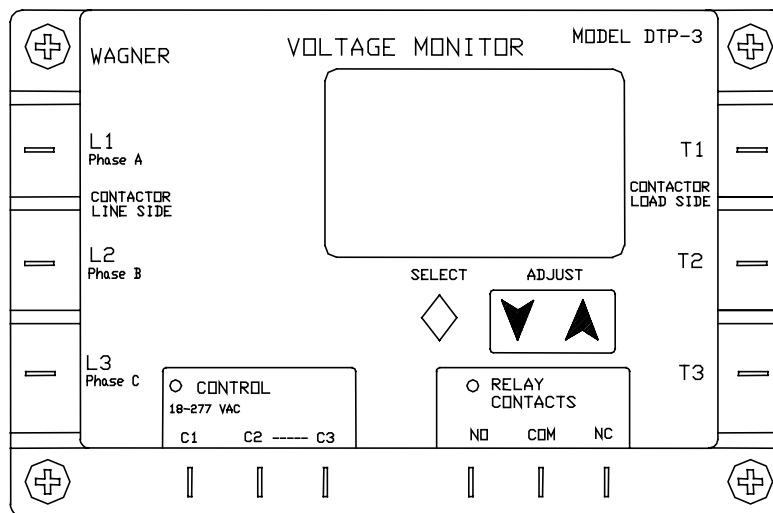 WAGNER
VOLTAGE MONITOR
MODEL DTP-3
L1
Phase A
T1
CONTACTOR
LINE SIDE
CONTACTOR
LOAD SIDE
L2
Phase B
T2
SELECT
ADJUST
L3
Phase C
T3
CONTROL
18-277 VAC
C1 C2 ----- C3
RELAY
CONTACTS
NO COM NC